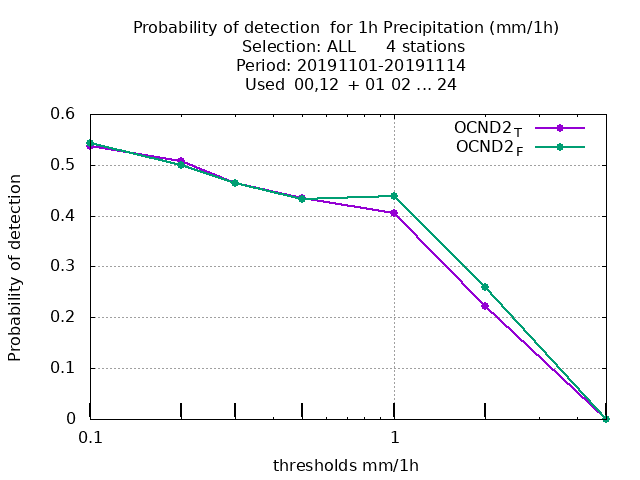 Probability of detection  for 1h Precipitation (mm/1h)
Selection: ALL      4 stations
Period: 20191101-20191114
Used  00,12  + 01 02 ... 24
OCND2T
OCND2F
0.6
0.5
0.4
0.3
0.2
0.1
0
Probability of detection
0.1 1
thresholds mm/1h